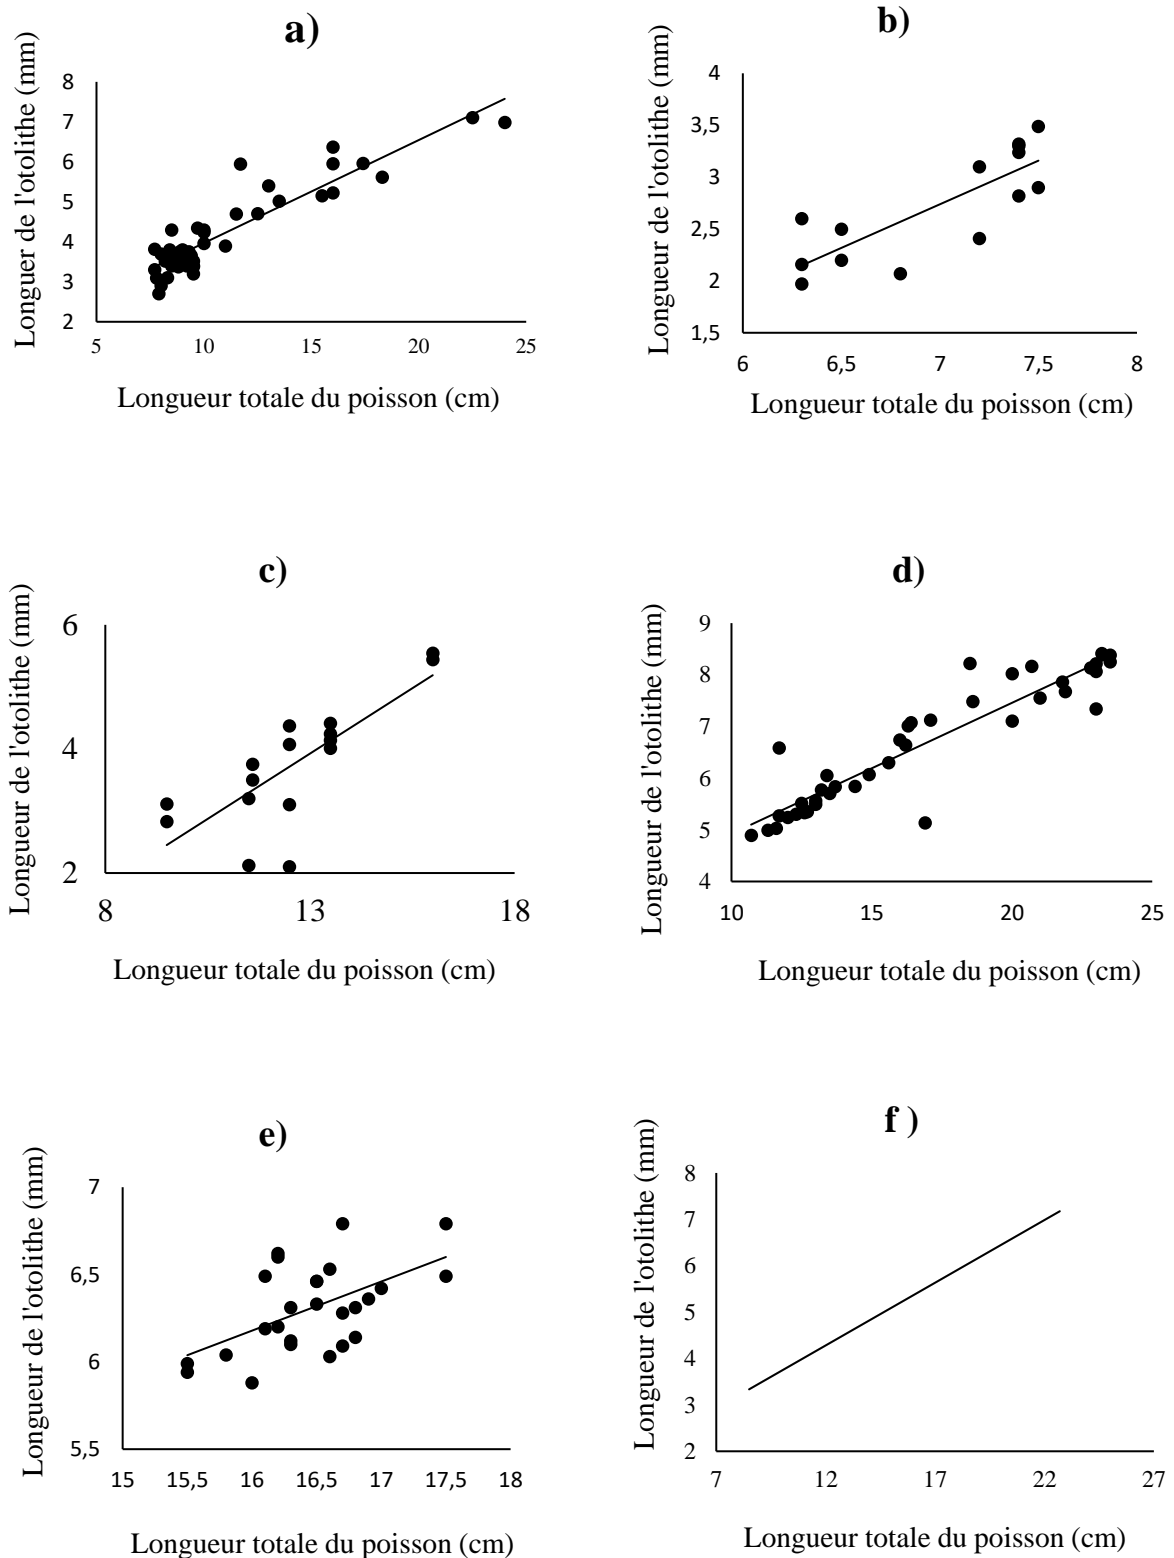 a)
Longuer de l'otolithe (mm)
8
7
6
5
4
3
2
5 10 15 20 25
Longueur totale du poisson (cm)
b)
Longueur de l'otolithe (mm)
4
3,5
3
2,5
2
1,5
6 6,5 7 7,5 8
Longueur totale du poisson (cm)
c)
Longueur de l'otolithe (mm)
6
4
2
8 13 18
Longueur totale du poisson (cm)
d)
Longueur de l'otolithe (mm)
9
8
7
6
5
4
10 15 20 25
Longueur totale du poisson (cm)
e)
Longueur de l'otolithe (mm)
7
6,5
6
5,5
15 15,5 16 16,5 17 17,5 18
Longueur totale du poisson (cm)
f )
Longueur de l'otolithe (mm)
8
7
6
5
4
3
2
7 12 17 22 27
Longueur totale du poisson (cm)